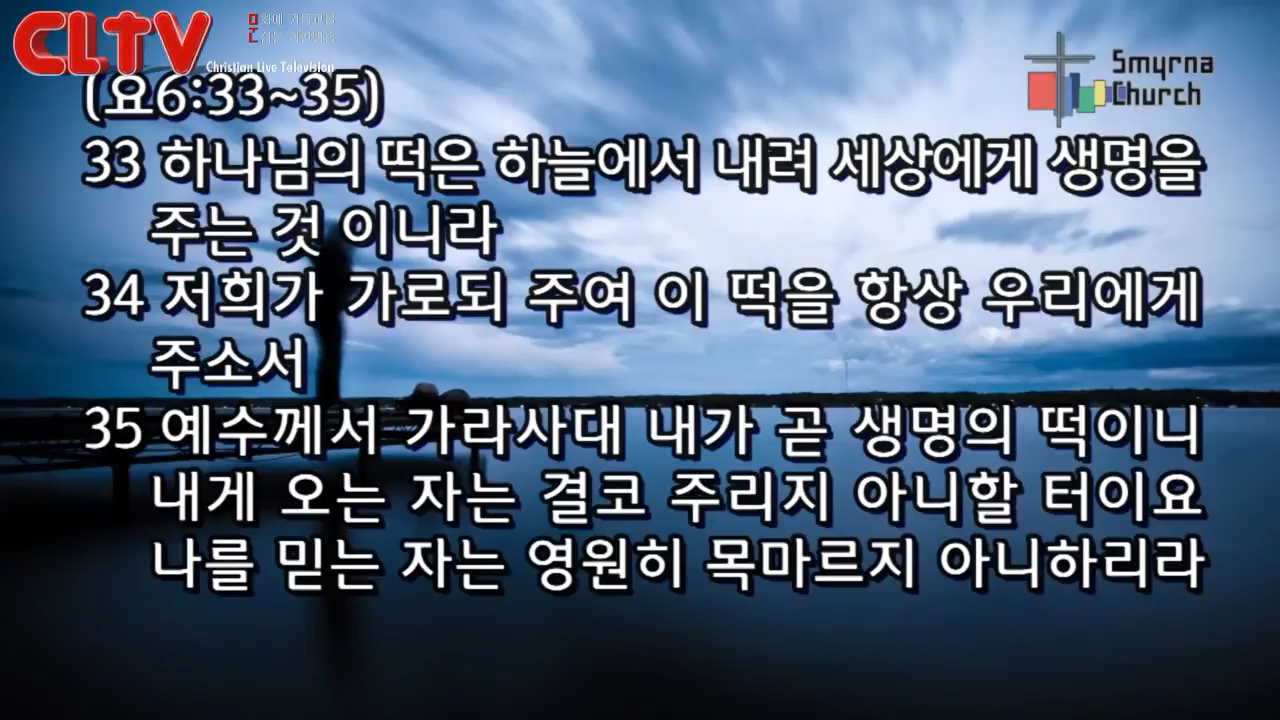 CLTV
Christian Live Television
Smyrna
Church
(요6:33~35)
33 하나님의 떡은 하늘에서 내려 세상에게 생명을
주는 것 이니라
34 저희가 가로되 주여 이 떡을 항상 우리에게
주소서
35 예수께서 가라사대 내가 곧 생명의 떡이니
내게 오는 자는 결코 주리지 아니할 터이요
나를 믿는 자는 영원히 목마르지 아니하리라